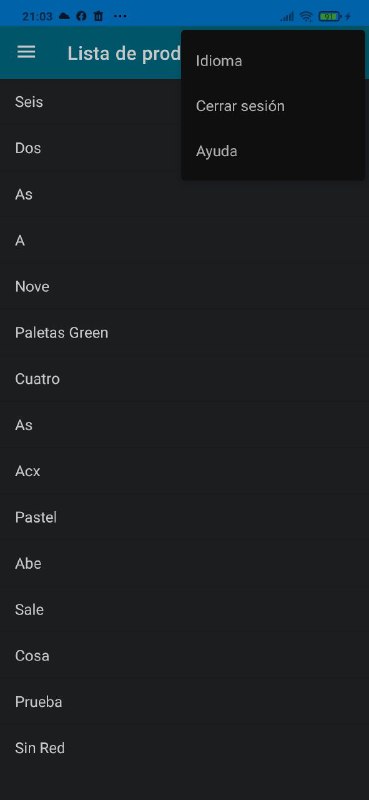 21:03
91
Lista de prod
Idioma
Cerrar sesión
Ayuda
Seis
Dos
As
A
Nove
Paletas Green
Cuatro
As
Acx
Pastel
Abe
Sale
Cosa
Prueba
Sin Red